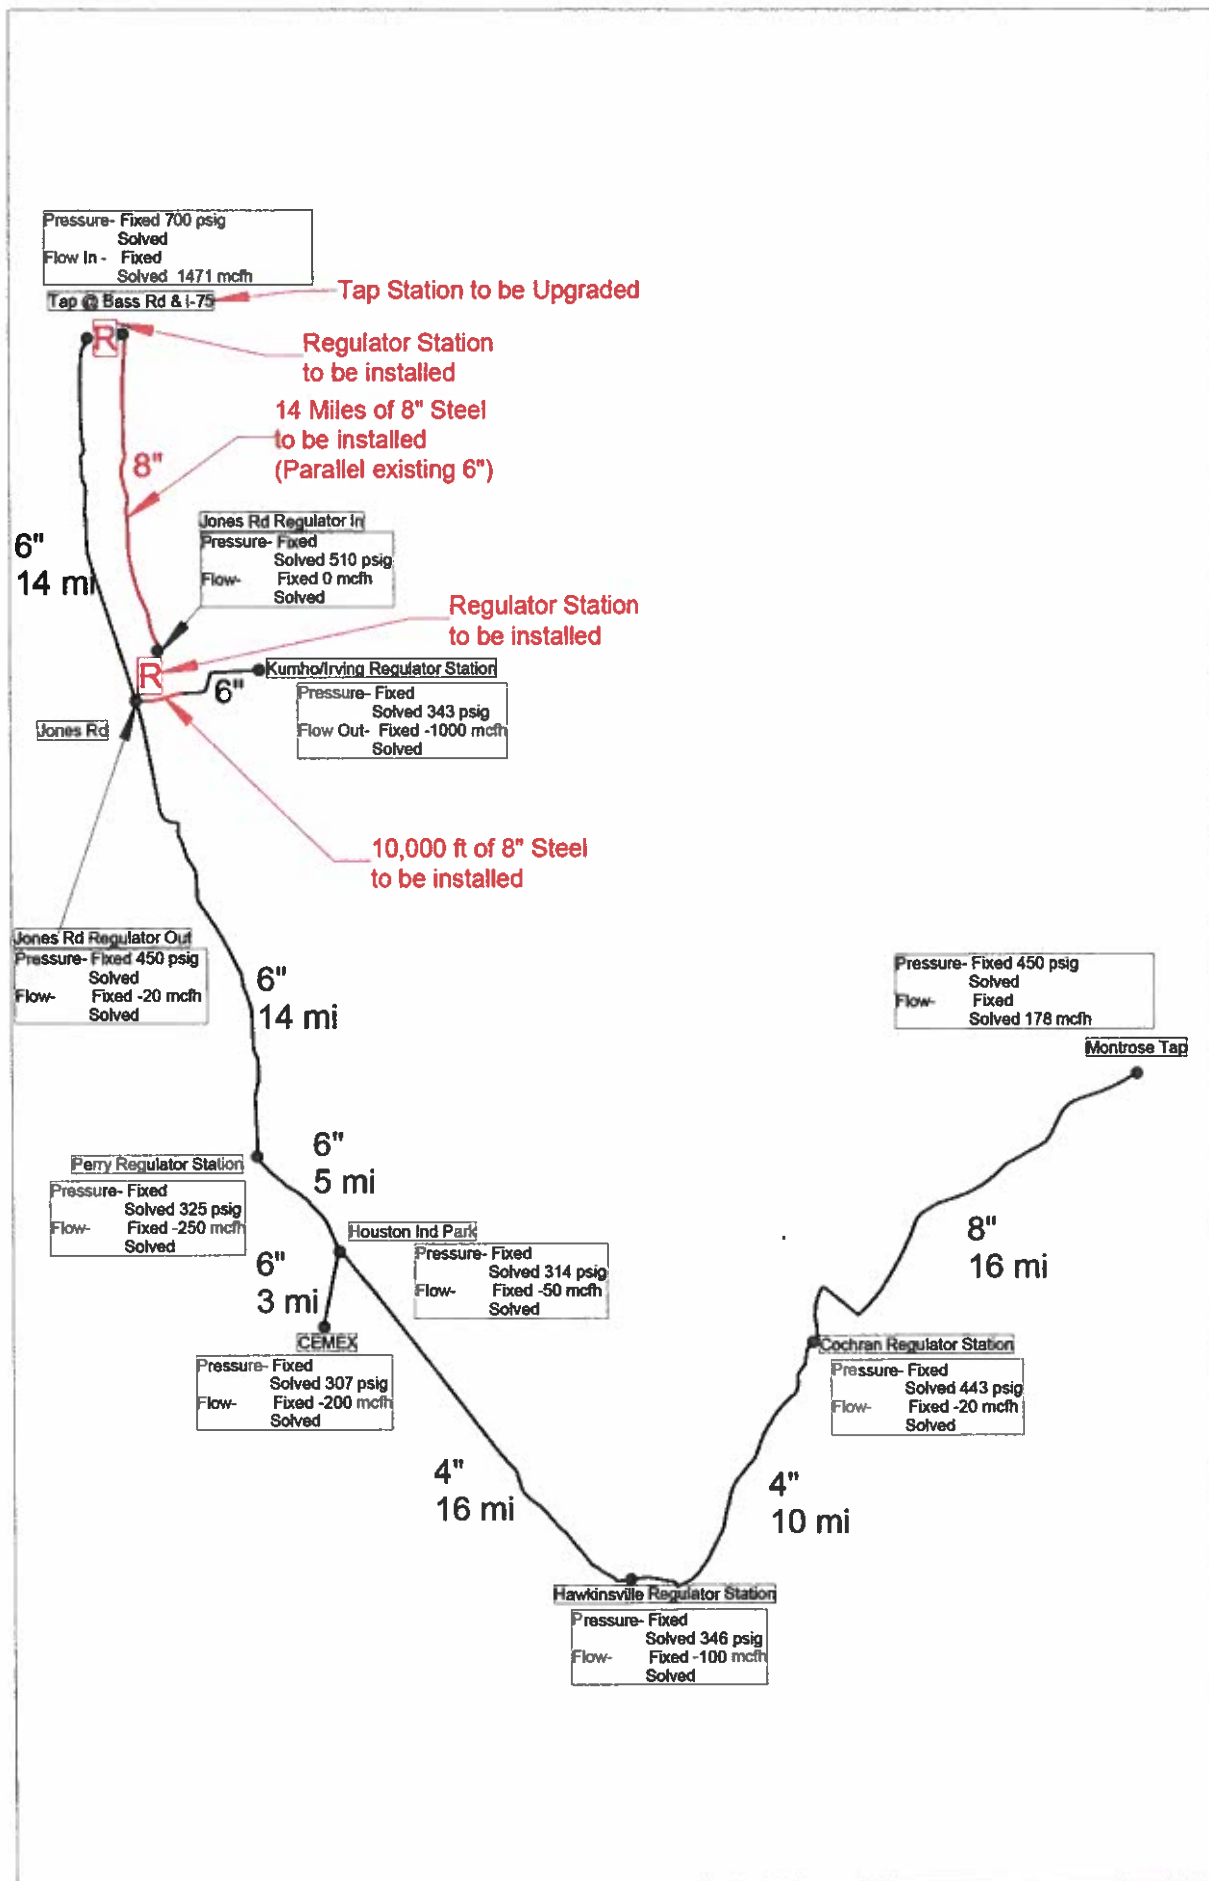 Pressure- Fixed 700 psig
Solved
Flow In - Fixed
Solved 1471 mcfh
Tap @ Bass Rd & I-75
Tap Station to be Upgraded
R
Regulator Station
to be installed
14 Miles of 8" Steel
to be installed
(Parallel existing 6")
8"
6"
14 mi
Jones Rd Regulator In
Pressure- Fixed
Solved 510 psig
Flow- Fixed 0 mcfh
Solved
Regulator Station
to be installed
R
Kumho/Irving Regulator Station
6"
Pressure- Fixed
Solved 343 psig
Flow Out- Fixed -1000 mcfh
Solved
Jones Rd
10,000 ft of 8" Steel
to be installed
Jones Rd Regulator Out
Pressure- Fixed 450 psig
Solved
Flow- Fixed -20 mcfh
Solved
6"
14 mi
Pressure- Fixed 450 psig
Solved
Flow- Fixed
Solved 178 mcfh
Montrose Tap
6"
5 mi
Perry Regulator Station
Pressure- Fixed
Solved 325 psig
Flow- Fixed -250 mcfh
Solved
Houston Ind Park
Pressure- Fixed
Solved 314 psig
Flow- Fixed -50 mcfh
Solved
8"
16 mi
6"
3 mi
CEMEX
Pressure- Fixed
Solved 307 psig
Flow- Fixed -200 mcfh
Solved
Cochran Regulator Station
Pressure- Fixed
Solved 443 psig
Flow- Fixed -20 mcfh
Solved
4"
16 mi
4"
10 mi
Hawkinsville Regulator Station
Pressure- Fixed
Solved 346 psig
Flow- Fixed -100 mcfh
Solved